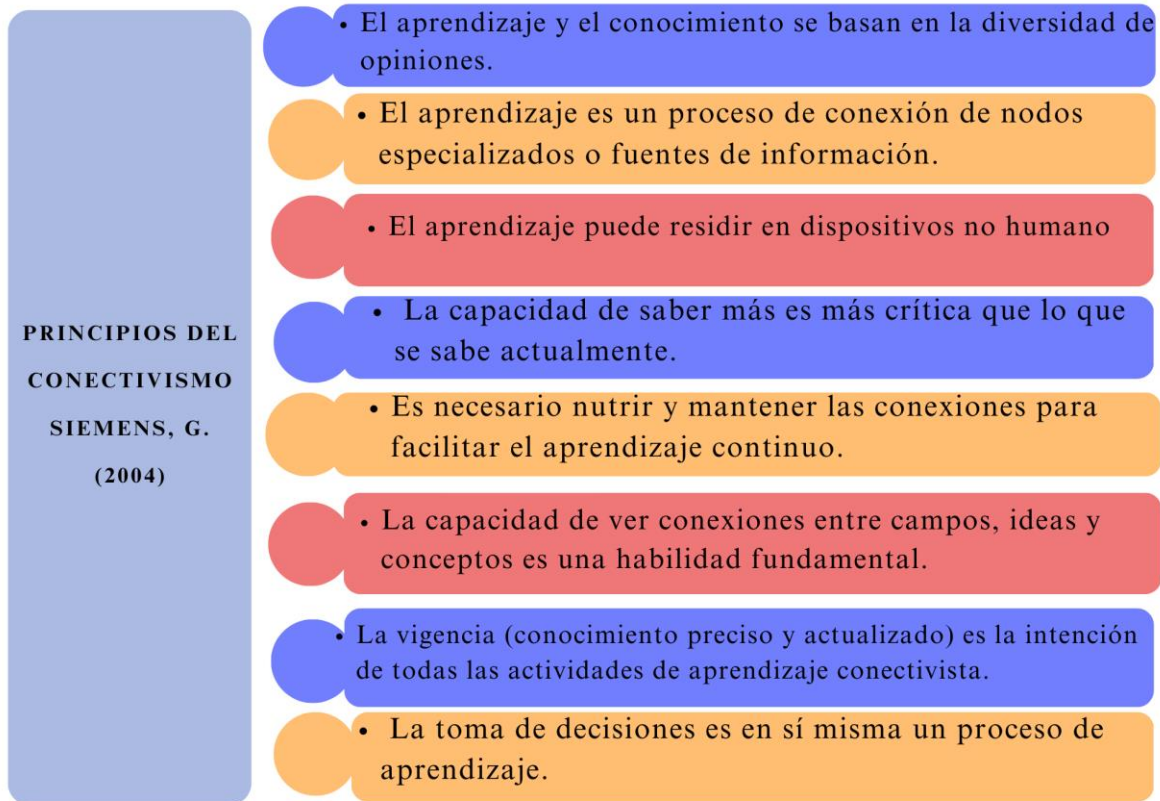 PRINCIPIOS DEL
CONECTIVISMO
SIEMENS, G.
(2004)
• El aprendizaje y el conocimiento se basan en la diversidad de
opiniones.
• El aprendizaje es un proceso de conexión de nodos
especializados o fuentes de información.
• El aprendizaje puede residir en dispositivos no humano
• La capacidad de saber más es más crítica que lo que
se sabe actualmente.
• Es necesario nutrir y mantener las conexiones para
facilitar el aprendizaje continuo.
• La capacidad de ver conexiones entre campos, ideas y
conceptos es una habilidad fundamental.
• La vigencia (conocimiento preciso y actualizado) es la intención
de todas las actividades de aprendizaje conectivista.
• La toma de decisiones es en sí misma un proceso de
aprendizaje.